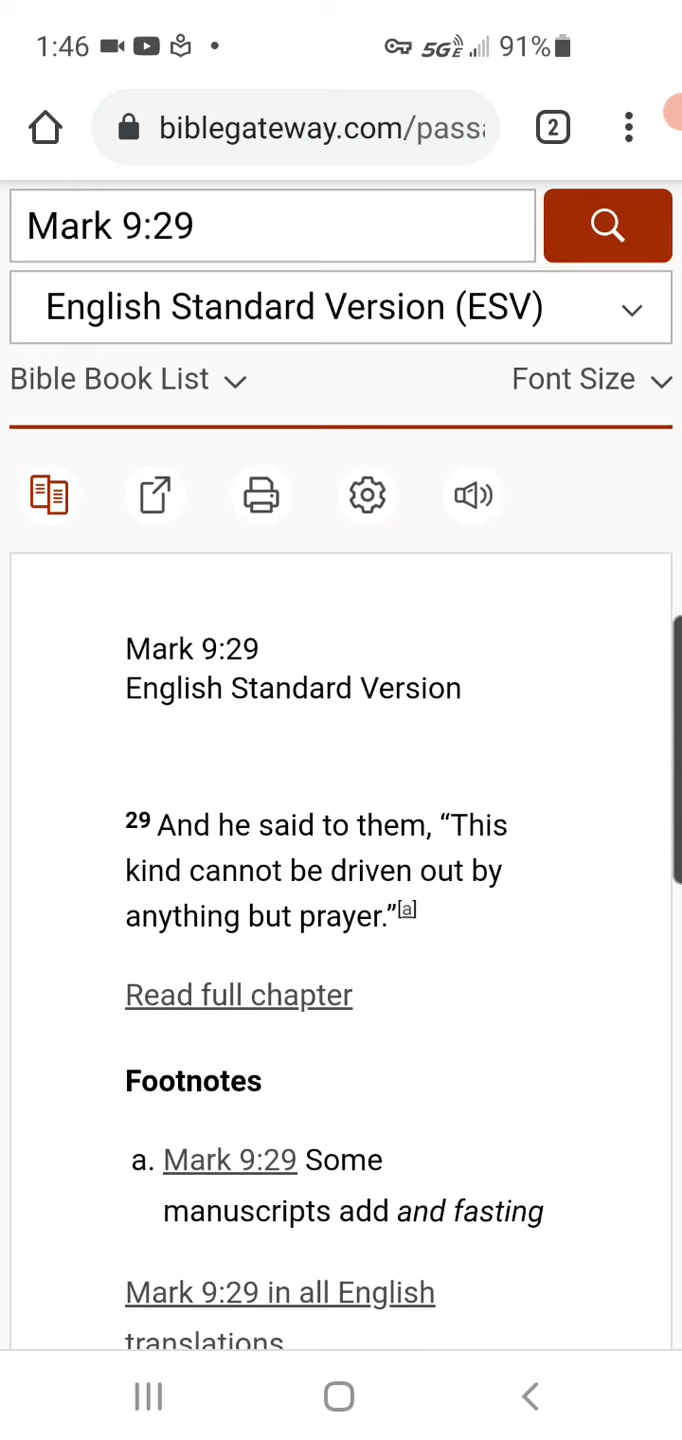 1:46 5GE 91%
biblegateway.com/pass
2
Mark 9:29
English Standard Version (ESV)
Bible Book List Font Size
Mark 9:29
English Standard Version
29 And he said to them, “This
kind cannot be driven out by
anything but prayer.”[a]
Read full chapter
Footnotes
a. Mark 9:29 Some
manuscripts add and fasting
Mark 9:29 in all English
translations